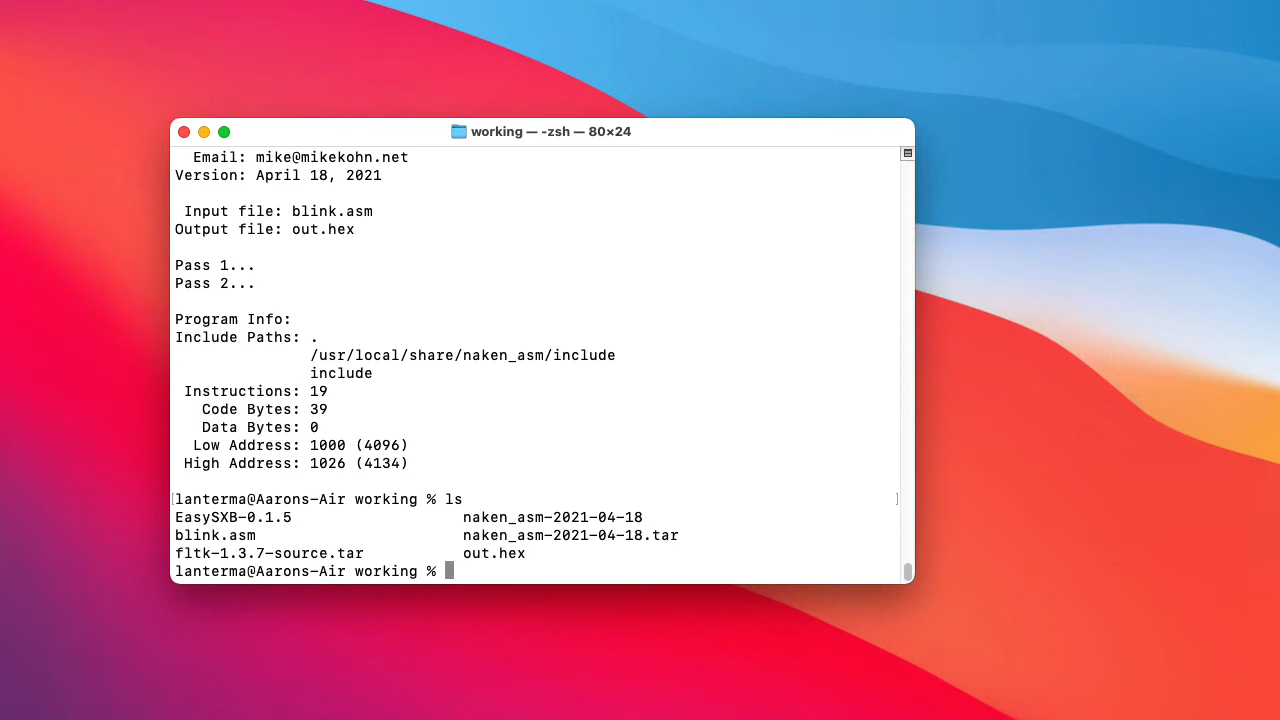 working — -zsh — 80×24
Email: mike@mikekohn.net
Version: April 18, 2021
Input file: blink.asm
Output file: out.hex
Pass 1...
Pass 2...
Program Info:
Include Paths: .
/usr/local/share/naken_asm/include
include
Instructions: 19
Code Bytes: 39
Data Bytes: 0
Low Address: 1000 (4096)
High Address: 1026 (4134)
[lanterma@Aarons-Air working % ls ]
EasySXB-0.1.5 naken_asm-2021-04-18
blink.asm naken_asm-2021-04-18.tar
fltk-1.3.7-source.tar out.hex
lanterma@Aarons-Air working %